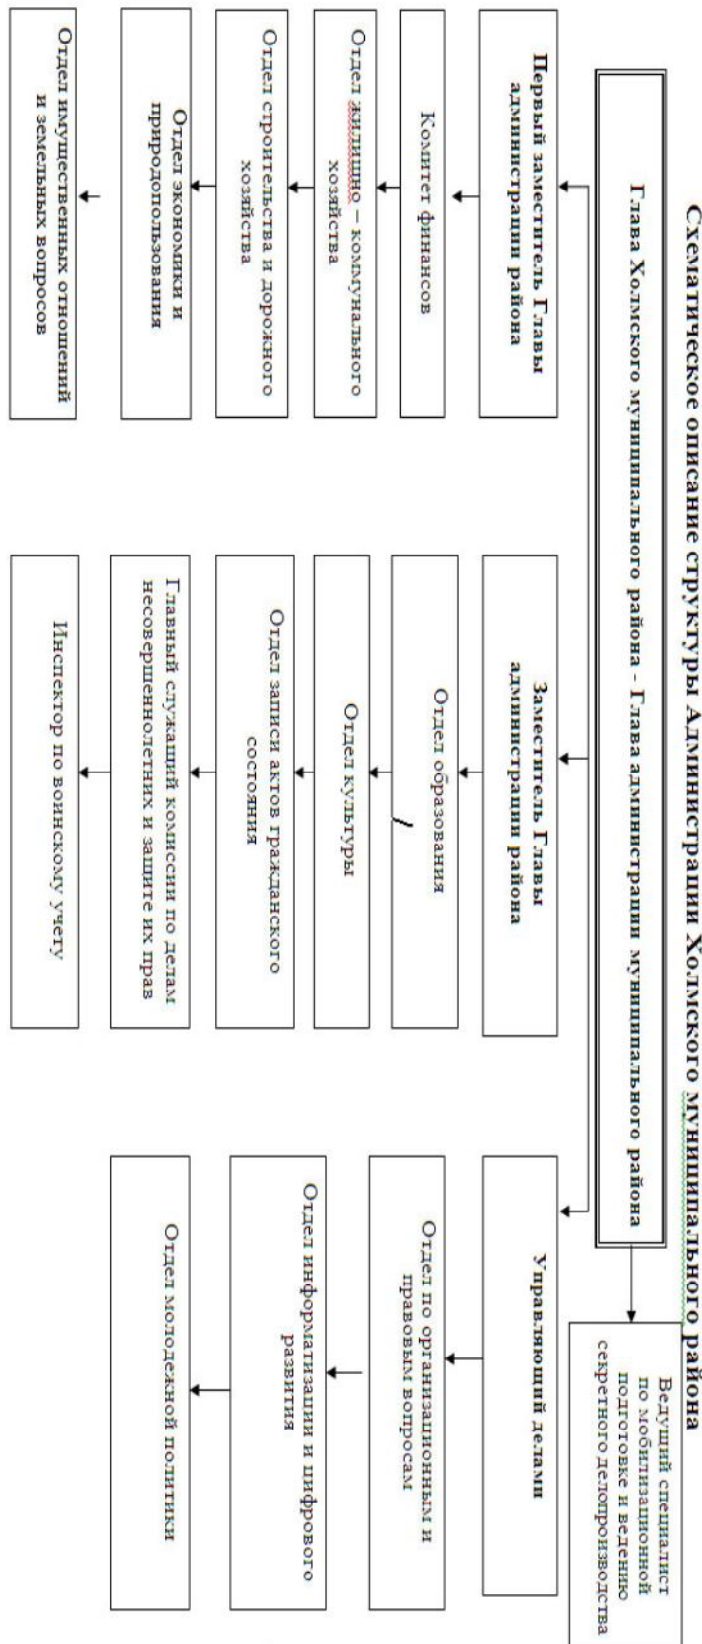 Схематическое описание структуры Администрации Холмского муниципального района
Глава Холмского муниципального района - Глава администрации муниципального района
Ведущий специалист
по мобилизационной
подготовке и ведению
секретного делопроизводства
Первый заместитель Главы
администрации района
Комитет финансов
Отдел жилищно – коммунального
хозяйства
Отдел строительства и дорожного
хозяйства
Отдел экономики и
природопользования
Отдел имущественных отношений
и земельных вопросов
Заместитель Главы
администрации района
Отдел образования
Отдел культуры
Отдел записи актов гражданского
состояния
Главный служащий комиссии по делам
несовершеннолетних и защите их прав
Инспектор по воинскому учету
Управляющий делами
Отдел по организационным и
правовым вопросам
Отдел информатизации и цифрового
развития
Отдел молодежной политики